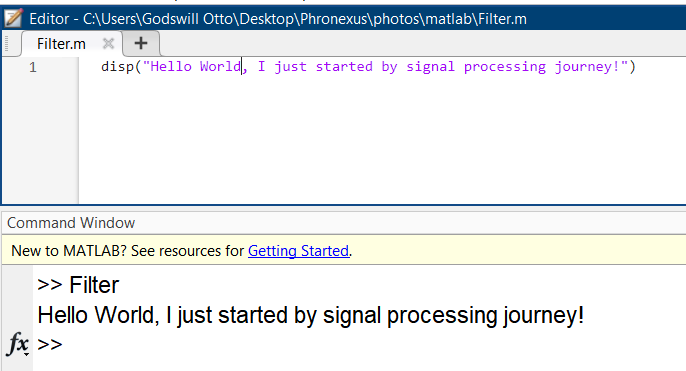 Editor - C:\Users\Godswill Otto\Desktop\Phronexus\photos\matlab\Filter.m
Filter.m
1 disp("Hello World, I just started by signal processing journey!")
Command Window
New to MATLAB? See resources for Getting Started.
>> Filter
Hello World, I just started by signal processing journey!
fx >>